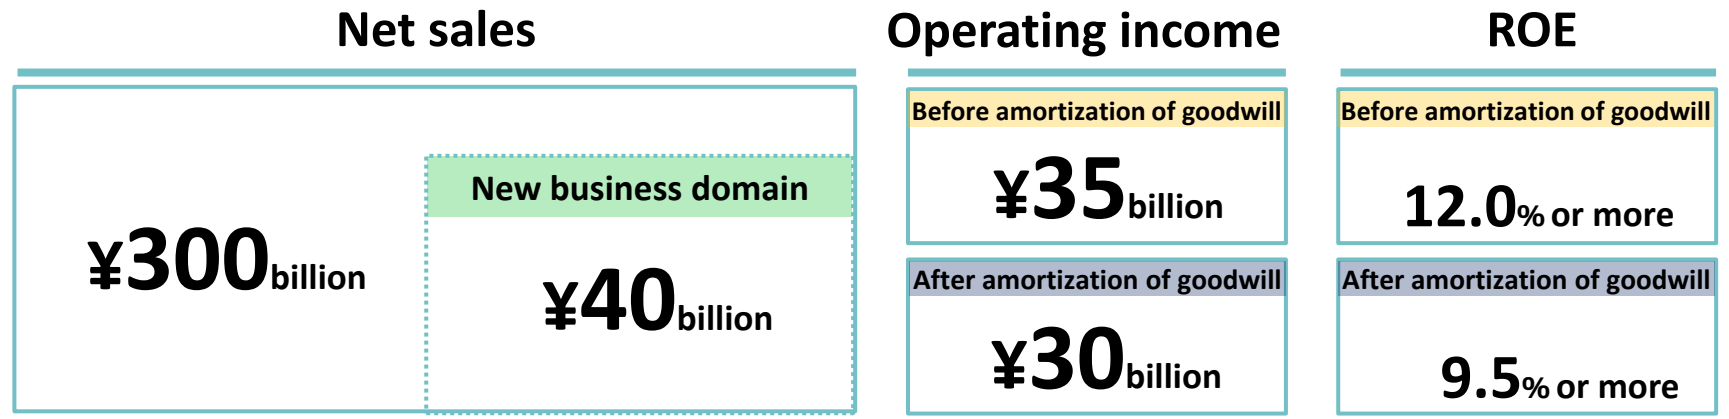 Net sales
¥300billion
New business domain
¥40billion
Operating income
Before amortization of goodwill
¥35billion
After amortization of goodwill
¥30billion
ROE
Before amortization of goodwill
12.0% or more
After amortization of goodwill
9.5% or more